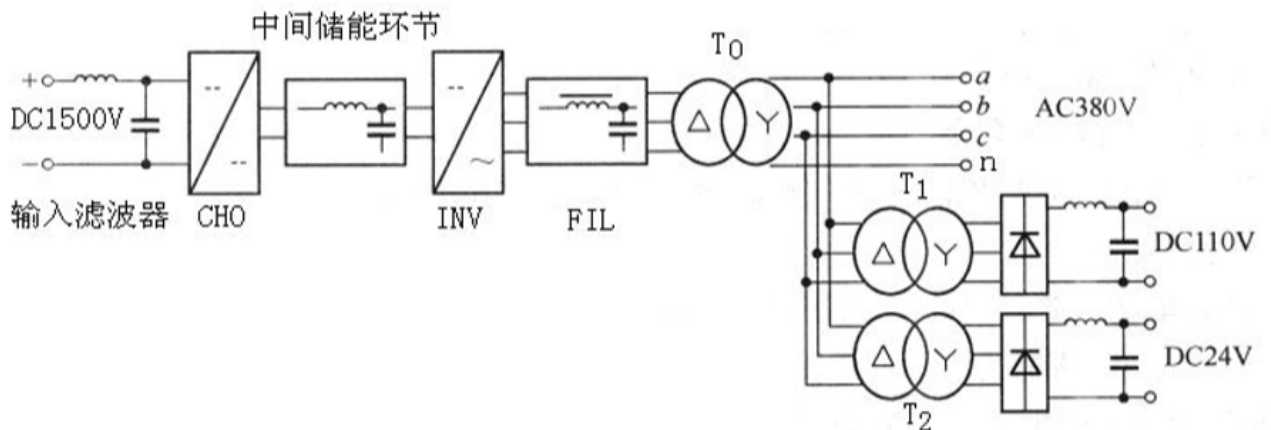 中间储能环节
T0
+
DC1500V
--
--
--
~
Δ
Y
a
b
c
n
AC380V
−
输入滤波器
CHO
INV
FIL
T1
Δ
Y
DC110V
Δ
Y
DC24V
T2